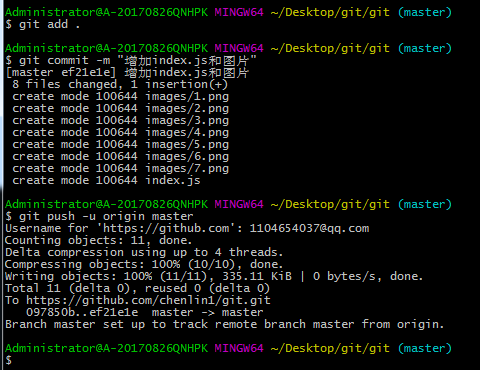 Administrator@A-20170826QNHPK MINGW64 ~/Desktop/git/git (master)
$ git add .
Administrator@A-20170826QNHPK MINGW64 ~/Desktop/git/git (master)
$ git commit -m "增加index.js和图片"
[master ef21e1e] 增加index.js和图片
8 files changed, 1 insertion(+)
create mode 100644 images/1.png
create mode 100644 images/2.png
create mode 100644 images/3.png
create mode 100644 images/4.png
create mode 100644 images/5.png
create mode 100644 images/6.png
create mode 100644 images/7.png
create mode 100644 index.js
Administrator@A-20170826QNHPK MINGW64 ~/Desktop/git/git (master)
$ git push -u origin master
Username for 'https://github.com': 1104654037@qq.com
Counting objects: 11, done.
Delta compression using up to 4 threads.
Compressing objects: 100% (10/10), done.
Writing objects: 100% (11/11), 335.11 KiB | 0 bytes/s, done.
Total 11 (delta 0), reused 0 (delta 0)
To https://github.com/chenlin1/git.git
097850b..ef21e1e  master -> master
Branch master set up to track remote branch master from origin.
Administrator@A-20170826QNHPK MINGW64 ~/Desktop/git/git (master)
$